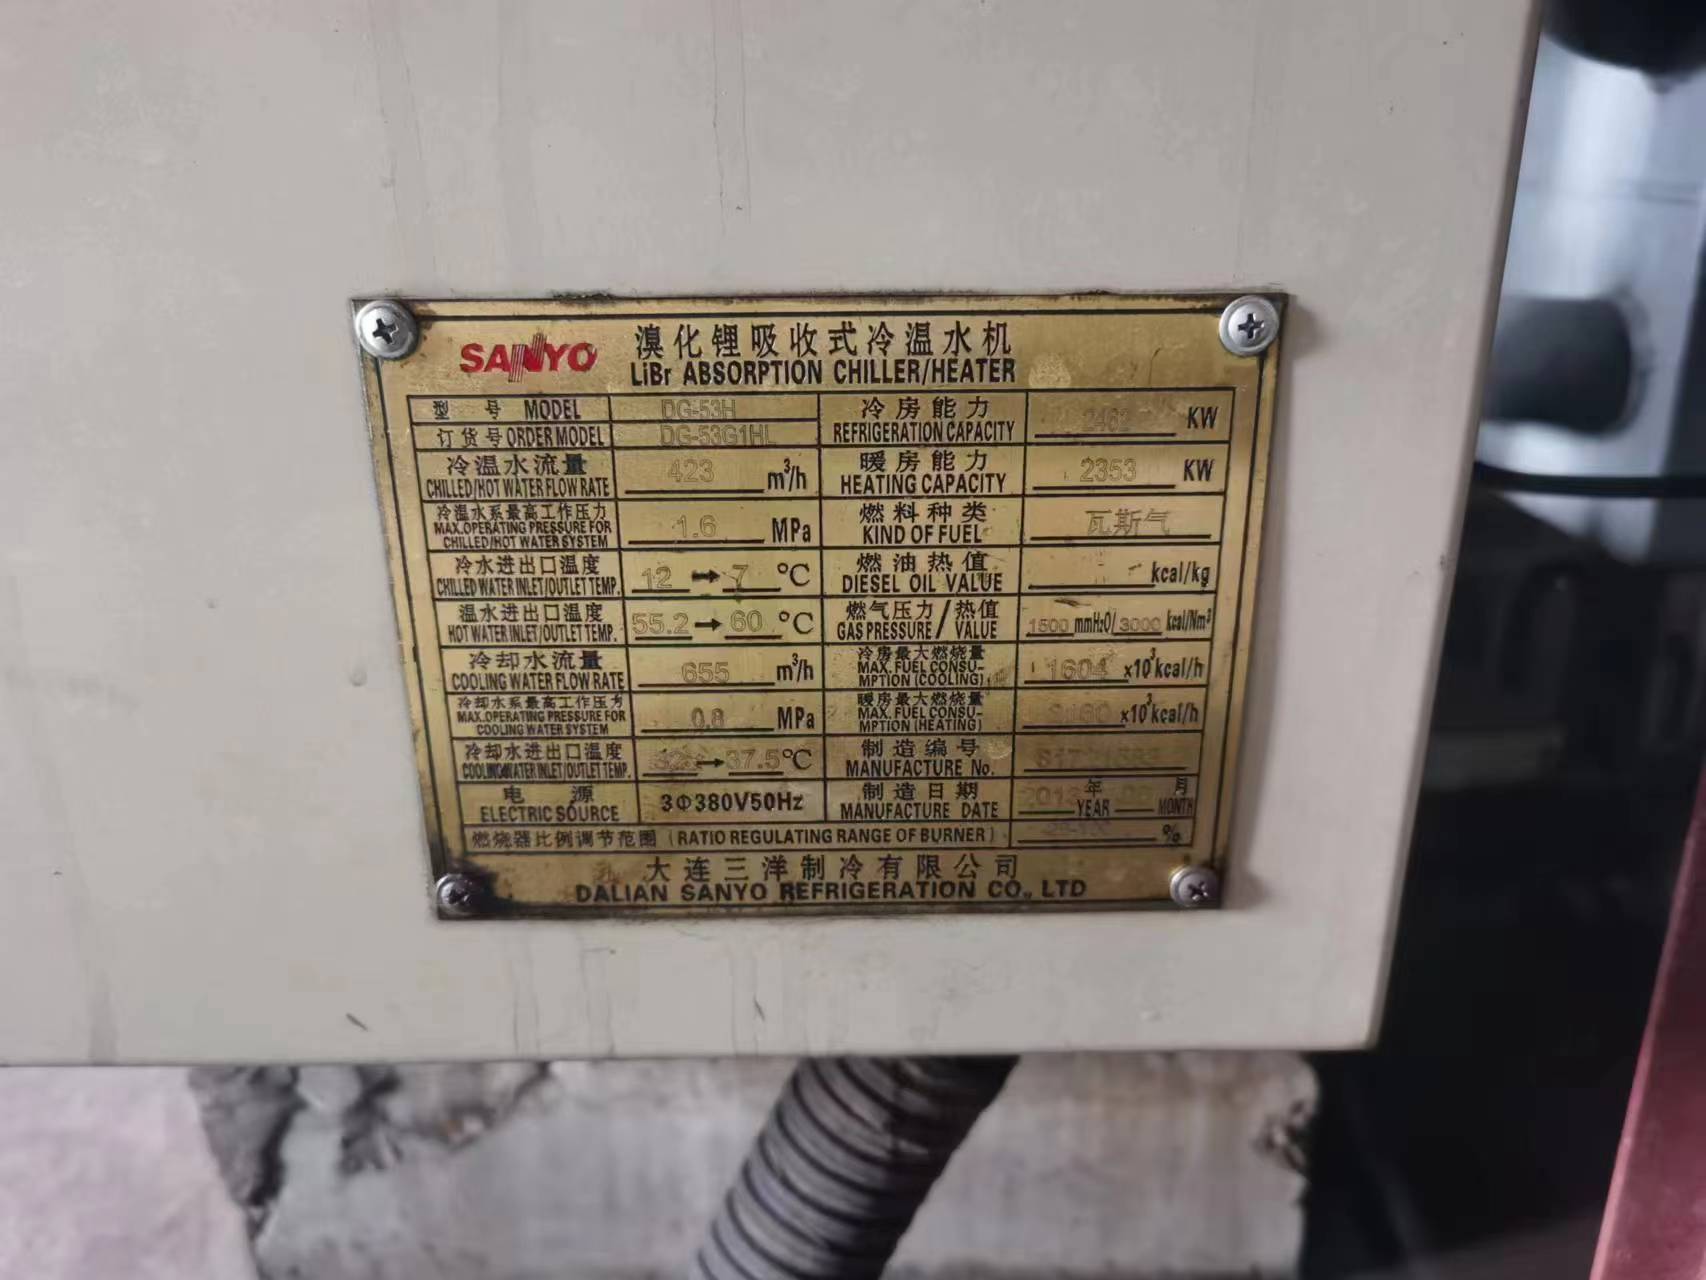 SANYO
溴化锂吸收式冷温水机
LiBr ABSORPTION CHILLER/HEATER
型 号 MODEL DG-53H
订货号 ORDER MODEL DG-53G1HL
冷房能力 REFRIGERATION CAPACITY 2462 KW
冷温水流量 CHILLED/HOT WATER FLOW RATE 423 m³/h
暖房能力 HEATING CAPACITY 2353 KW
冷温水系最高工作压力 MAX.OPERATING PRESSURE FOR CHILLED/HOT WATER SYSTEM 1.6 MPa
燃料种类 KIND OF FUEL 瓦斯气
冷水进出口温度 CHILLED WATER INLET/OUTLET TEMP. 12 → 7 °C
燃油热值 DIESEL OIL VALUE kcal/kg
温水进出口温度 HOT WATER INLET/OUTLET TEMP. 55.2 → 60 °C
燃气压力/热值 GAS PRESSURE/VALUE 1500 mmH₂O/3000 kcal/Nm³
冷却水流量 COOLING WATER FLOW RATE 655 m³/h
冷房最大燃烧量 MAX. FUEL CONSU-MPTION (COOLING) 1604 x10³kcal/h
冷却水系最高工作压力 MAX.OPERATING PRESSURE FOR COOLING WATER SYSTEM 0.8 MPa
暖房最大燃烧量 MAX. FUEL CONSU-MPTION (HEATING) x10³kcal/h
冷却水进出口温度 COOLING WATER INLET/OUTLET TEMP. → 37.5 °C
制造编号 MANUFACTURE No.
电 源 ELECTRIC SOURCE 3Φ380V50Hz
制造日期 MANUFACTURE DATE 2013 年 YEAR 月 MONTH
燃烧器比例调节范围 (RATIO REGULATING RANGE OF BURNER) %
大连三洋制冷有限公司
DALIAN SANYO REFRIGERATION CO., LTD